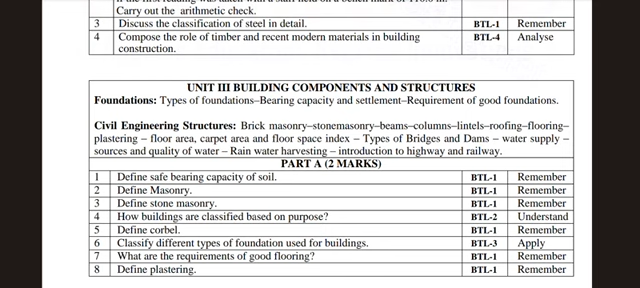 Carry out the arithmetic check.
3 Discuss the classification of steel in detail. BTL-1 Remember
4 Compose the role of timber and recent modern materials in building construction. BTL-4 Analyse
UNIT III BUILDING COMPONENTS AND STRUCTURES
Foundations: Types of foundations–Bearing capacity and settlement–Requirement of good foundations.
Civil Engineering Structures: Brick masonry–stonemasonry–beams–columns–lintels–roofing–flooring–
plastering – floor area, carpet area and floor space index – Types of Bridges and Dams – water supply –
sources and quality of water – Rain water harvesting – introduction to highway and railway.
PART A (2 MARKS)
1 Define safe bearing capacity of soil. BTL-1 Remember
2 Define Masonry. BTL-1 Remember
3 Define stone masonry. BTL-1 Remember
4 How buildings are classified based on purpose? BTL-2 Understand
5 Define corbel. BTL-1 Remember
6 Classify different types of foundation used for buildings. BTL-3 Apply
7 What are the requirements of good flooring? BTL-1 Remember
8 Define plastering. BTL-1 Remember